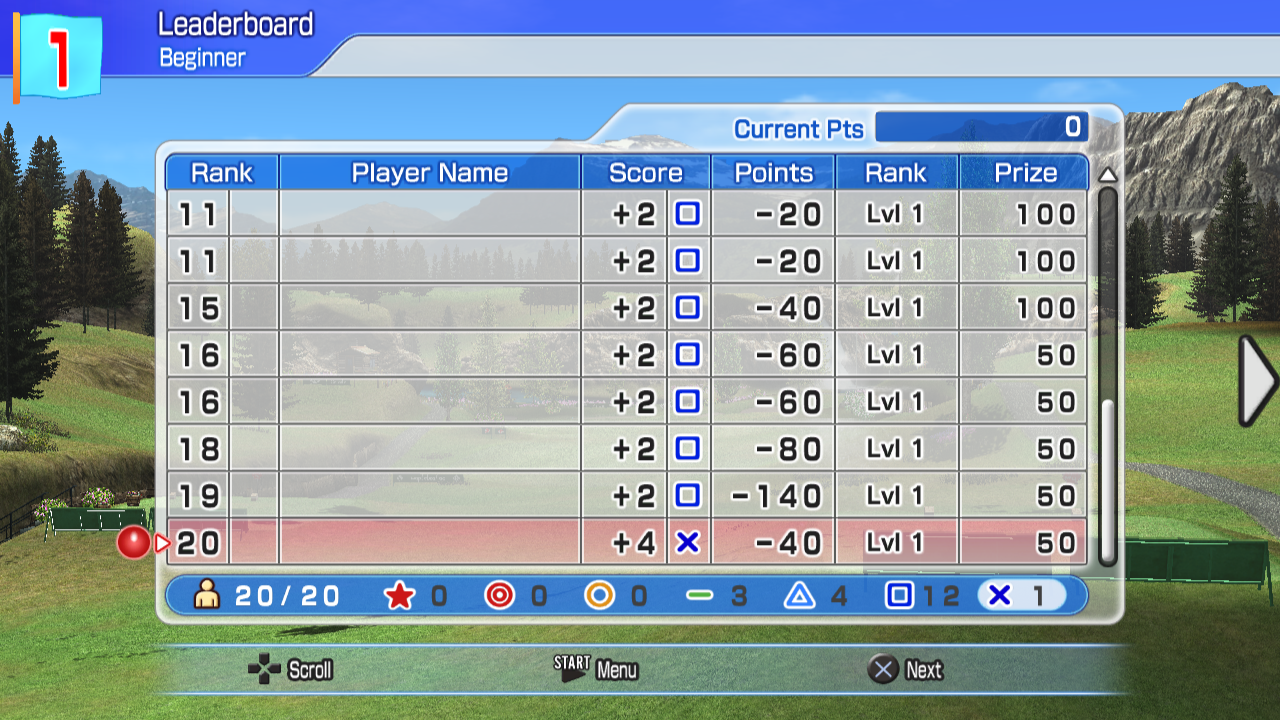 1
Leaderboard
Beginner
Current Pts 0
Rank Player Name Score Points Rank Prize
11 +2 -20 Lvl 1 100
11 +2 -20 Lvl 1 100
15 +2 -40 Lvl 1 100
16 +2 -60 Lvl 1 50
16 +2 -60 Lvl 1 50
18 +2 -80 Lvl 1 50
19 +2 -140 Lvl 1 50
20 +4 -40 Lvl 1 50
20/20 0 0 0 3 4 12 1
Scroll START Menu Next